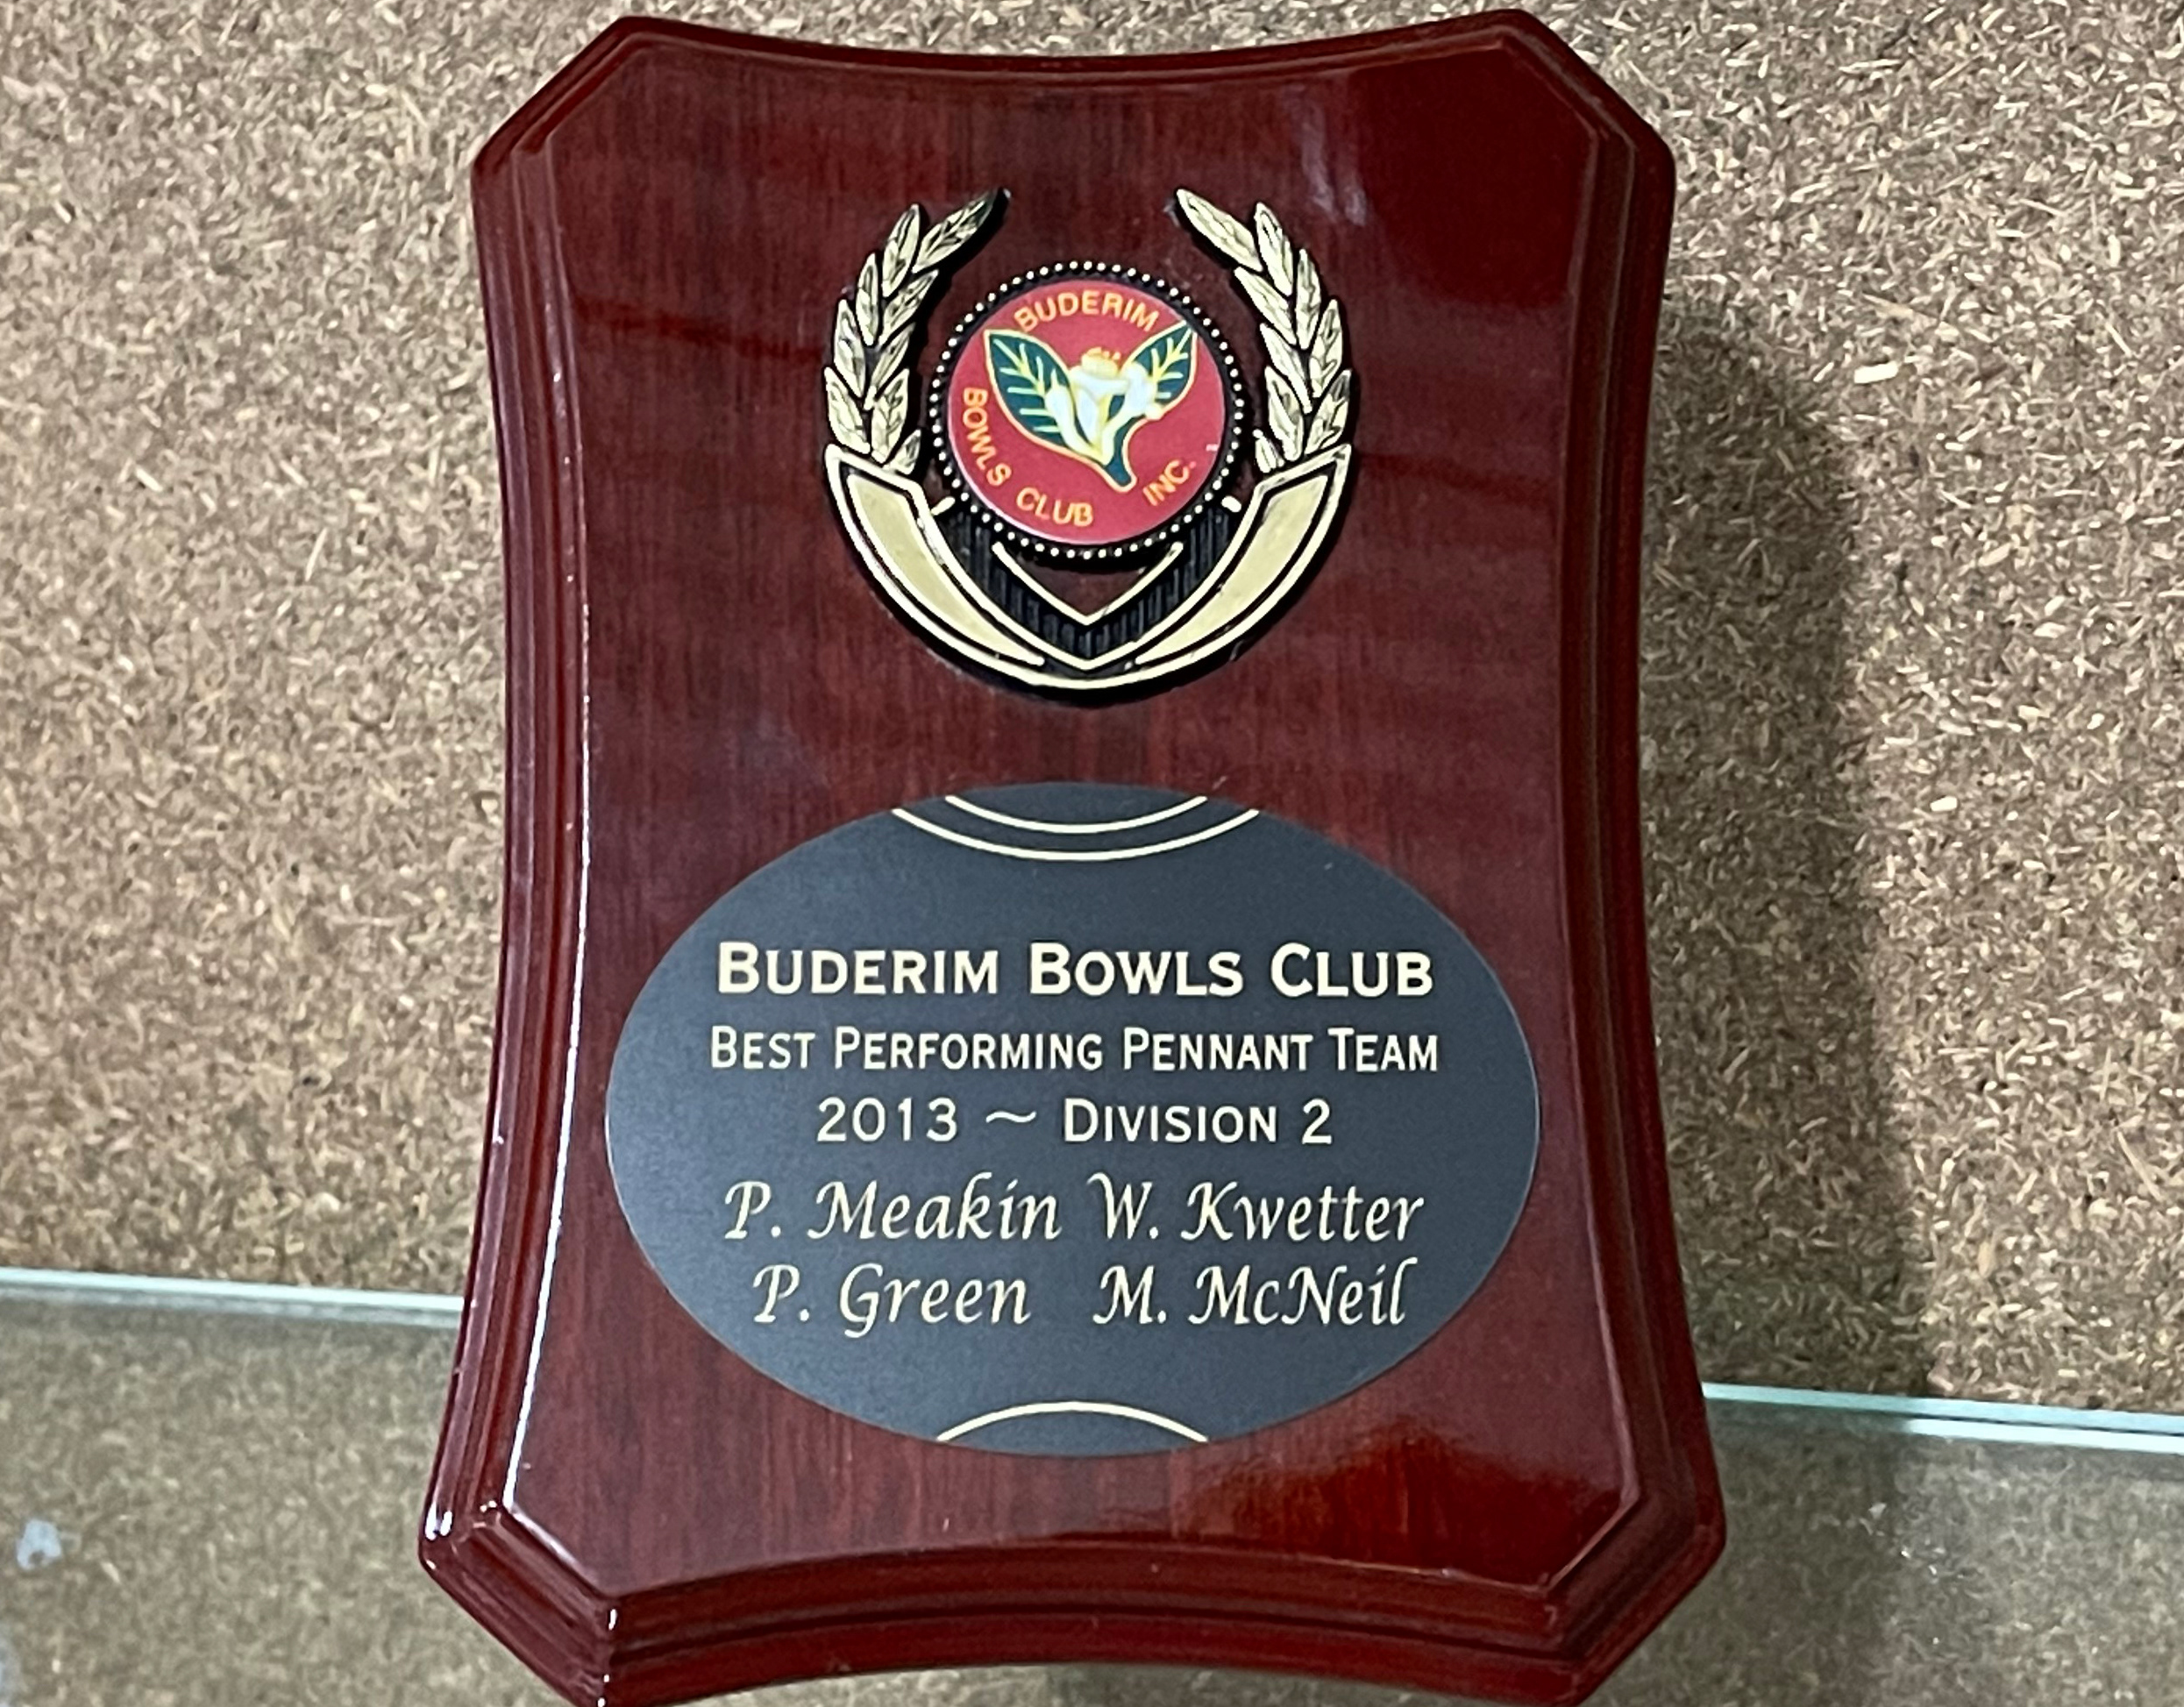 BUDERIM
BOWLS CLUB INC.
BUDERIM BOWLS CLUB
BEST PERFORMING PENNANT TEAM
2013 ~ DIVISION 2
P. Meakin W. Kwetter
P. Green M. McNeil